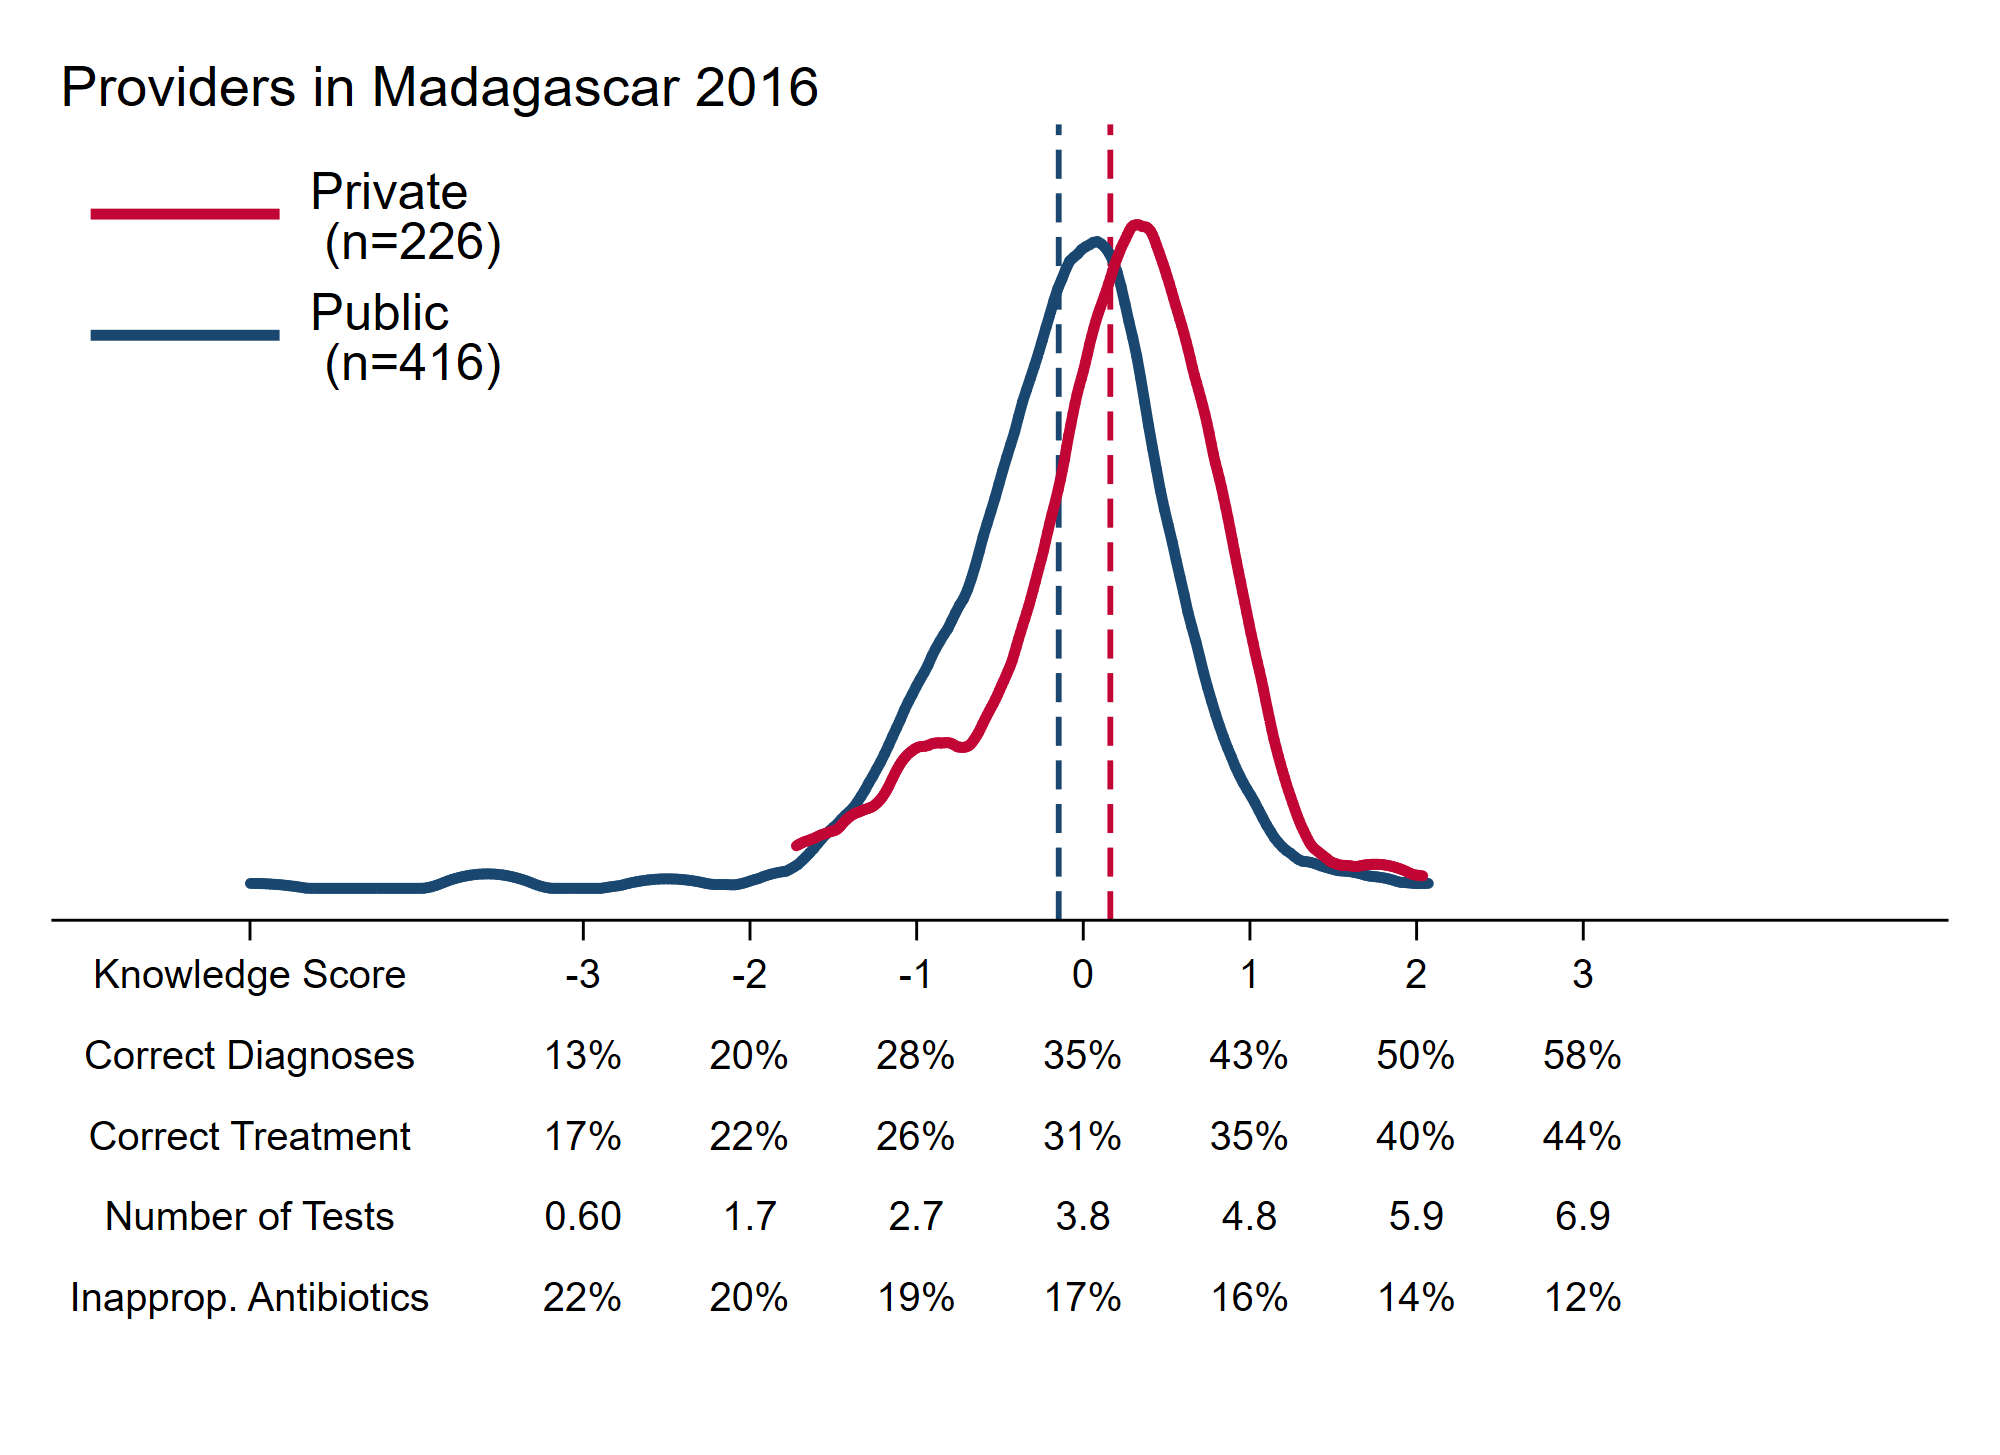 Providers in Madagascar 2016
Private
(n=226)
Public
(n=416)
Knowledge Score -3 -2 -1 0 1 2 3
Correct Diagnoses 13% 20% 28% 35% 43% 50% 58%
Correct Treatment 17% 22% 26% 31% 35% 40% 44%
Number of Tests 0.60 1.7 2.7 3.8 4.8 5.9 6.9
Inapprop. Antibiotics 22% 20% 19% 17% 16% 14% 12%